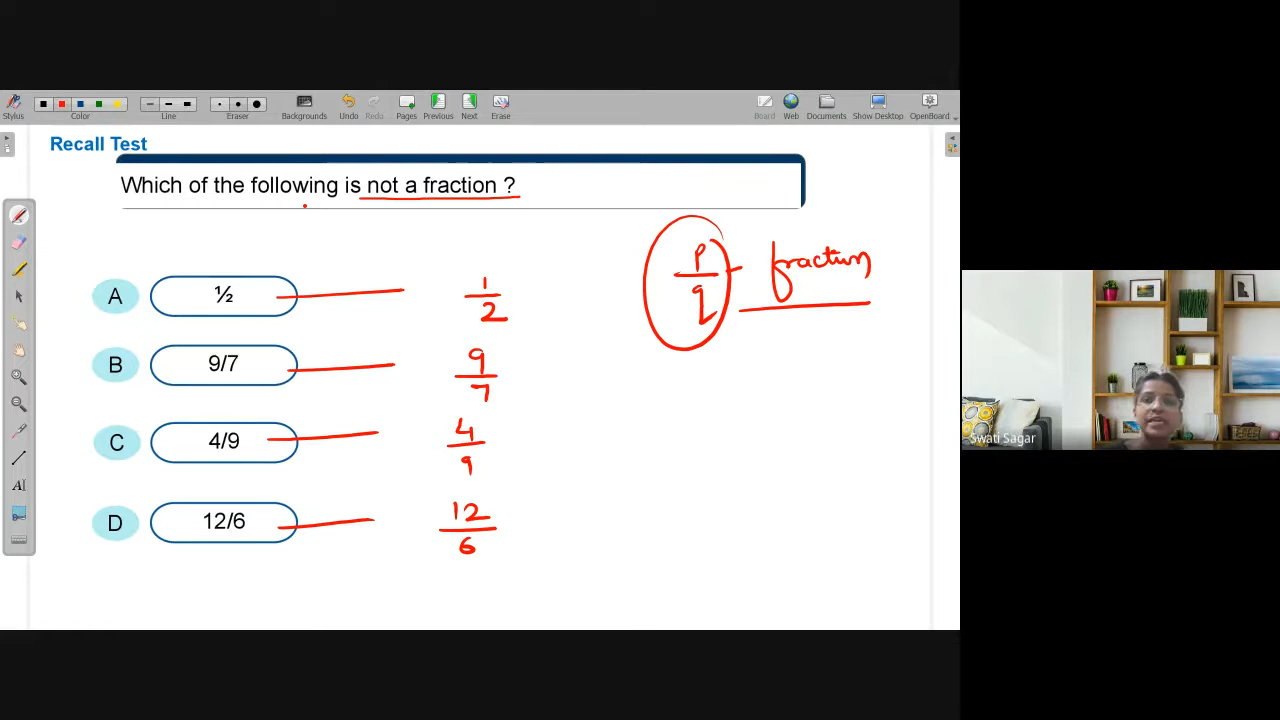 Stylus
Color
Line
Eraser
Backgrounds
Undo
Redo
Pages
Previous
Next
Erase
Board
Web
Documents
Show Desktop
OpenBoard
Recall Test
Which of the following is not a fraction ?
p/q - fraction
A ½ 1/2
B 9/7 9/7
C 4/9 4/9
D 12/6 12/6
Swati Sagar